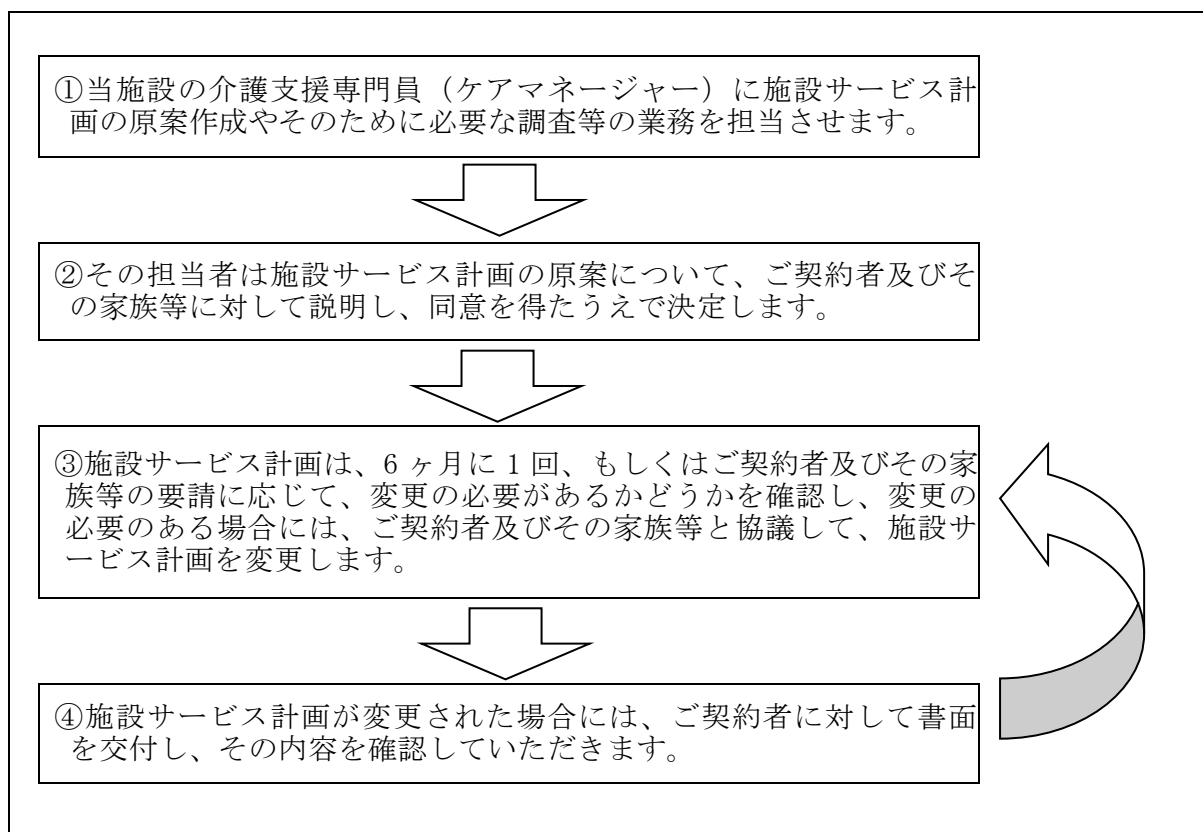 ①当施設の介護支援専門員（ケアマネージャー）に施設サービス計
画の原案作成やそのために必要な調査等の業務を担当させます。
②その担当者は施設サービス計画の原案について、ご契約者及びそ
の家族等に対して説明し、同意を得たうえで決定します。
③施設サービス計画は、6 ヶ月に 1 回、もしくはご契約者及びその家
族等の要請に応じて、変更の必要があるかどうかを確認し、変更の
必要のある場合には、ご契約者及びその家族等と協議して、施設サ
ービス計画を変更します。
④施設サービス計画が変更された場合には、ご契約者に対して書面
を交付し、その内容を確認していただきます。